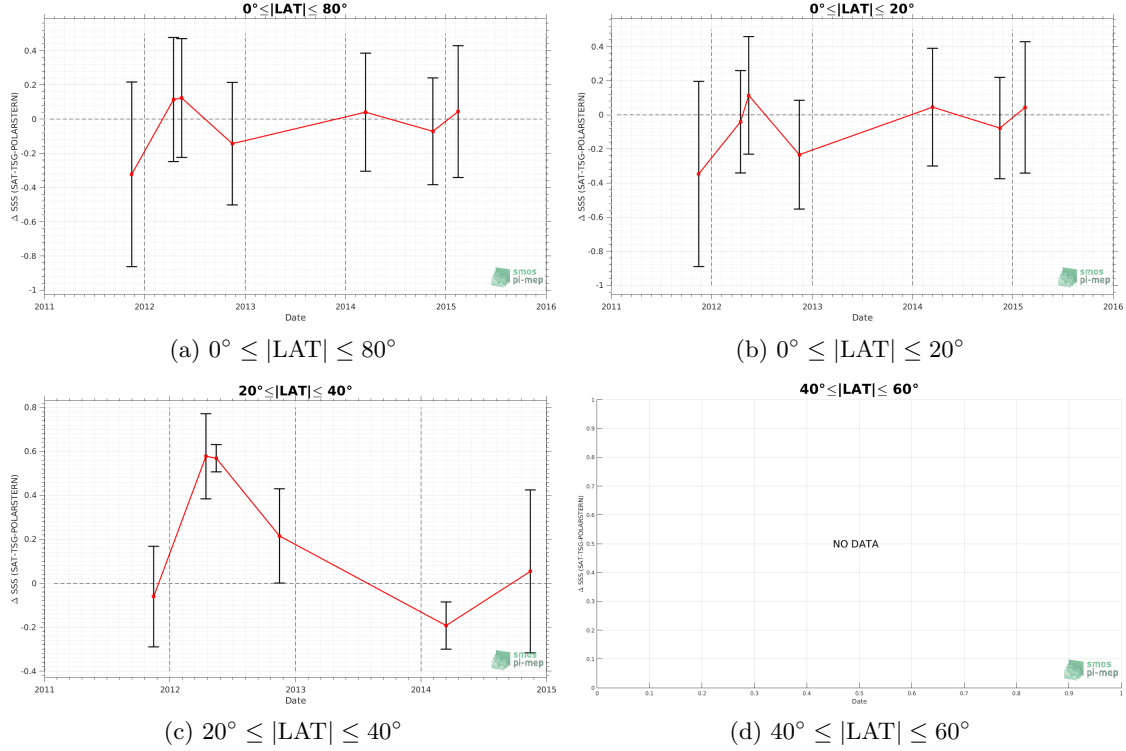 0°≤|LAT|≤ 80°
0.4
0.2
0
-0.2
-0.4
-0.6
-0.8
-1
Δ SSS (SAT-TSG-POLARSTERN)
2011 2012 2013 2014 2015 2016
Date
smos
pi-mep
(a) 0° ≤ |LAT| ≤ 80°
0°≤|LAT|≤ 20°
0.4
0.2
0
-0.2
-0.4
-0.6
-0.8
-1
Δ SSS (SAT-TSG-POLARSTERN)
2011 2012 2013 2014 2015 2016
Date
smos
pi-mep
(b) 0° ≤ |LAT| ≤ 20°
20°≤|LAT|≤ 40°
0.8
0.6
0.4
0.2
0
-0.2
-0.4
Δ SSS (SAT-TSG-POLARSTERN)
2011 2012 2013 2014 2015
Date
smos
pi-mep
(c) 20° ≤ |LAT| ≤ 40°
40°≤|LAT|≤ 60°
1
0.9
0.8
0.7
0.6
0.5
0.4
0.3
0.2
0.1
0
Δ SSS (SAT-TSG-POLARSTERN)
NO DATA
0 0.1 0.2 0.3 0.4 0.5 0.6 0.7 0.8 0.9 1
Date
smos
pi-mep
(d) 40° ≤ |LAT| ≤ 60°